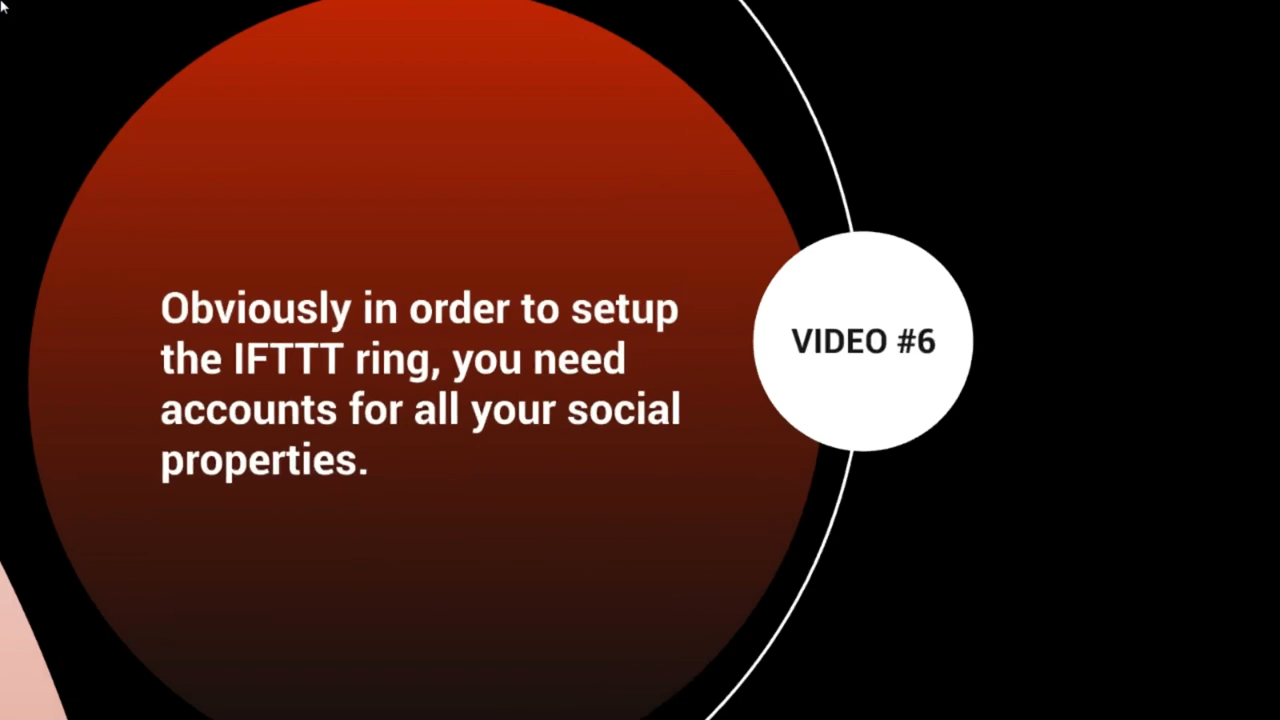 Obviously in order to setup
the IFTTT ring, you need
accounts for all your social
properties.
VIDEO #6